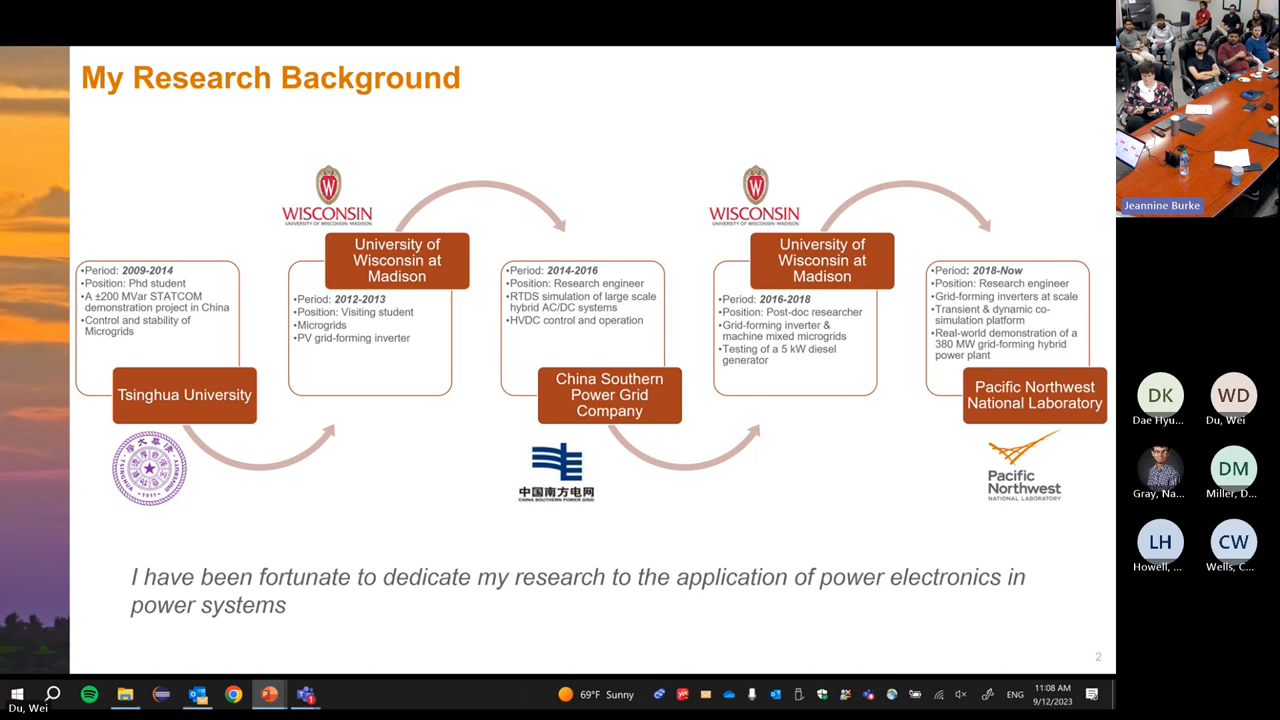 My Research Background
WISCONSIN
UNIVERSITY OF WISCONSIN-MADISON
WISCONSIN
UNIVERSITY OF WISCONSIN-MADISON
•Period: 2009-2014
•Position: Phd student
•A ±200 MVar STATCOM
demonstration project in China
•Control and stability of
Microgrids
Tsinghua University
University of
Wisconsin at
Madison
•Period: 2012-2013
•Position: Visiting student
•Microgrids
•PV grid-forming inverter
•Period: 2014-2016
•Position: Research engineer
•RTDS simulation of large scale
hybrid AC/DC systems
•HVDC control and operation
China Southern
Power Grid
Company
University of
Wisconsin at
Madison
•Period: 2016-2018
•Position: Post-doc researcher
•Grid-forming inverter &
machine mixed microgrids
•Testing of a 5 kW diesel
generator
•Period: 2018-Now
•Position: Research engineer
•Grid-forming inverters at scale
•Transient & dynamic co-
simulation platform
•Real-world demonstration of a
380 MW grid-forming hybrid
power plant
Pacific Northwest
National Laboratory
TSINGHUA UNIVERSITY
1911
中国南方电网
CHINA SOUTHERN POWER GRID
Pacific
Northwest
NATIONAL LABORATORY
I have been fortunate to dedicate my research to the application of power electronics in
power systems
2
Jeannine Burke
DK
WD
Dae Hyu...
Du, Wei
DM
Gray, Na...
Miller, D...
LH
CW
Howell, ...
Wells, C...
69°F Sunny
ENG
11:08 AM
9/12/2023
Du, Wei